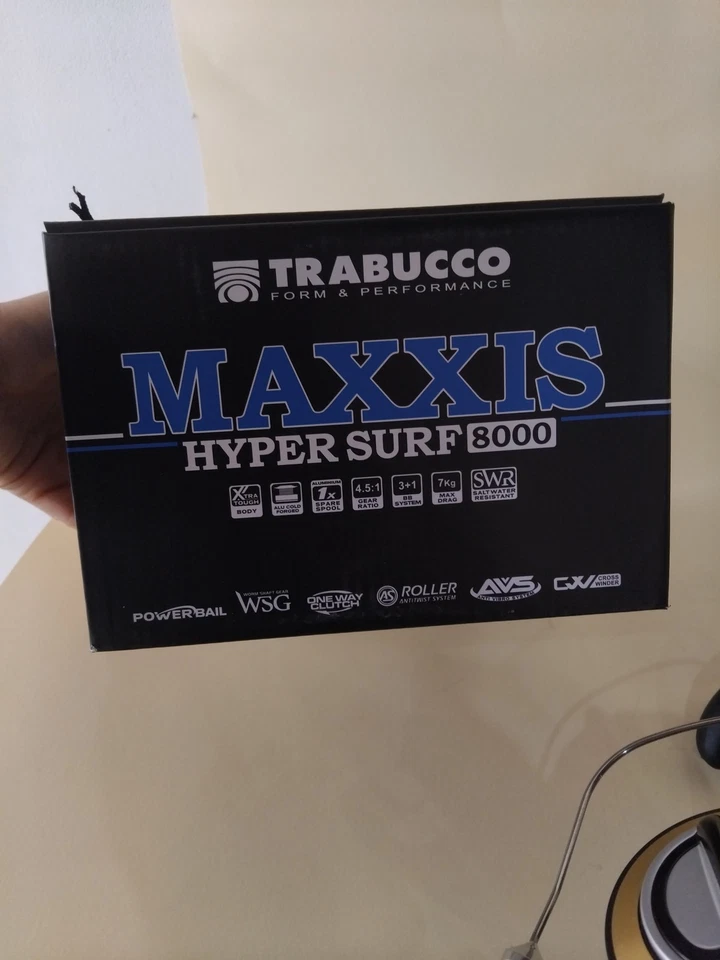 TRABUCCO
FORM & PERFORMANCE
MAXXIS
HYPER SURF 8000
XTRA TOUGH BODY
ALU COLD FORGED
ALUMINIUM 1x SPARE SPOOL
4.5:1 GEAR RATIO
3+1 BB SYSTEM
7Kg MAX DRAG
SWR SALTWATER RESISTANT
POWERBAIL
WORM SHAFT GEAR WSG
ONE WAY CLUTCH
AS ROLLER ANTITWIST SYSTEM
AVS ANTI VIBRO SYSTEM
CW CROSS WINDER